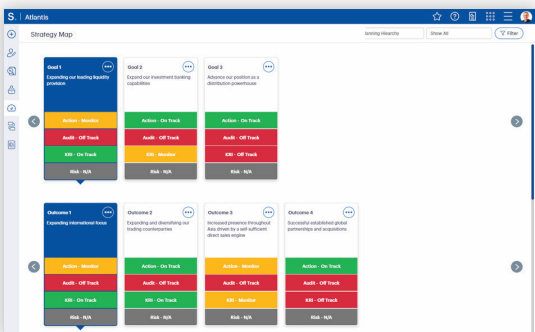 S. Atlantis
Strategy Map
Show All
Filter
Goal 1
Expanding our leading liquidity
provision
Action - Monitor
Audit - Off Track
KRI - On Track
Risk - N/A
Goal 2
Expand our investment banking
capabilities
Action - On Track
Audit - Off Track
KRI - Monitor
Risk - N/A
Goal 3
Advance our position as a
distribution powerhouse
Action - On Track
Audit - Off Track
KRI - Off Track
Risk - N/A
Outcome 1
Expanding international focus
Action - Monitor
Audit - Off Track
KRI - On Track
Risk - N/A
Outcome 2
Expanding and diversifying our
trading counterparties
Action - On Track
Audit - Off Track
KRI - On Track
Risk - N/A
Outcome 3
Increased presence throughout
Asia driven by a self-sufficient
direct sales engine
Action - Monitor
Audit - Off Track
KRI - Monitor
Risk - N/A
Outcome 4
Successful established global
partnerships and acquisitions
Action - On Track
Audit - Off Track
KRI - Off Track
Risk - N/A